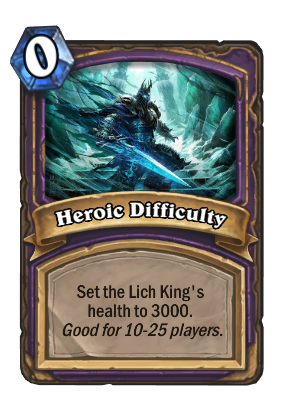 0
Heroic Difficulty
Set the Lich King's
health to 3000.
Good for 10-25 players.